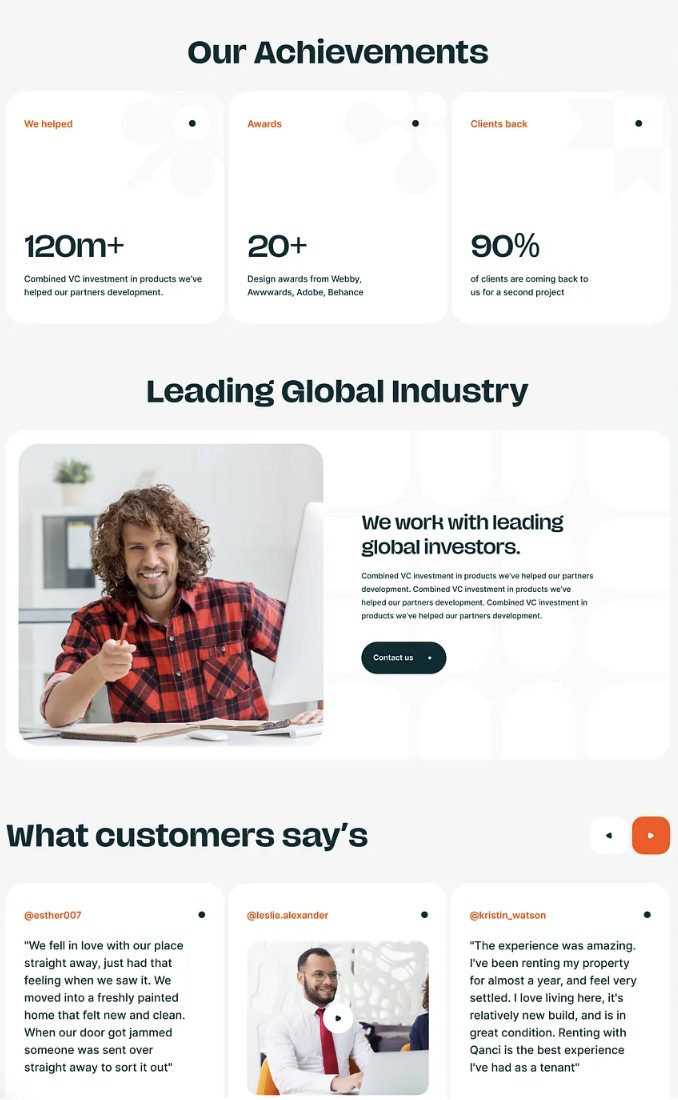 Our Achievements
We helped
120m+
Combined VC investment in products we've
helped our partners development.
Awards
20+
Design awards from Webby,
Awwwards, Adobe, Behance
Clients back
90%
of clients are coming back to
us for a second project
Leading Global Industry
We work with leading
global investors.
Combined VC investment in products we've helped our partners
development. Combined VC investment in products we've
helped our partners development. Combined VC investment in
products we've helped our partners development.
Contact us
What customers say's
@esther007
"We fell in love with our place
straight away, just had that
feeling when we saw it. We
moved into a freshly painted
home that felt new and clean.
When our door got jammed
someone was sent over
straight away to sort it out"
@leslie.alexander
@kristin_watson
"The experience was amazing.
I've been renting my property
for almost a year, and feel very
settled. I love living here, it's
relatively new build, and is in
great condition. Renting with
Qanci is the best experience
I've had as a tenant"